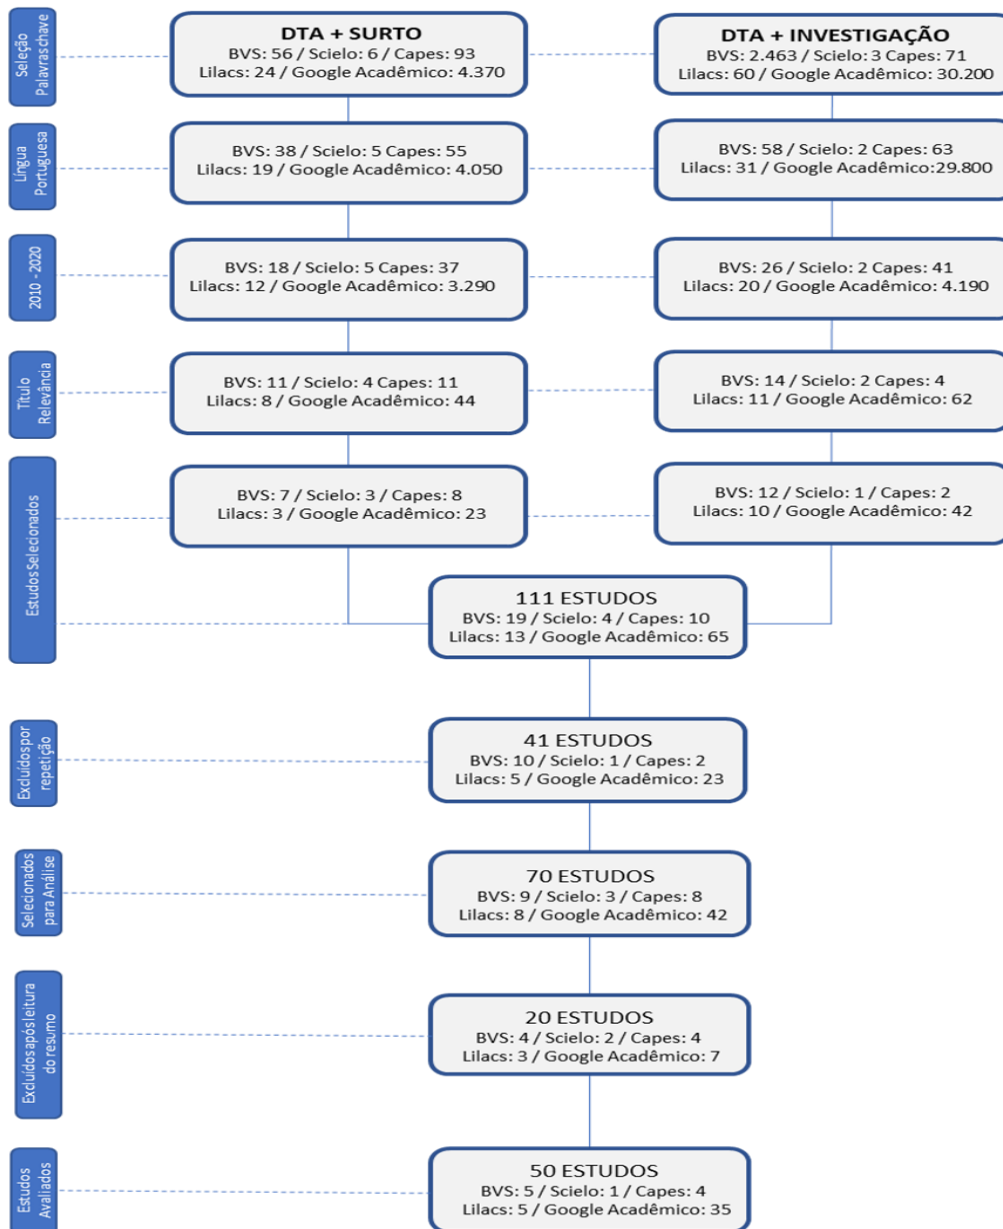 Seleção
Palavras chave
DTA + SURTO
BVS: 56 / Scielo: 6 / Capes: 93
Lilacs: 24 / Google Acadêmico: 4.370
DTA + INVESTIGAÇÃO
BVS: 2.463 / Scielo: 3 Capes: 71
Lilacs: 60 / Google Acadêmico: 30.200
Língua
Portuguesa
BVS: 38 / Scielo: 5 Capes: 55
Lilacs: 19 / Google Acadêmico: 4.050
BVS: 58 / Scielo: 2 Capes: 63
Lilacs: 31 / Google Acadêmico:29.800
2010 - 2020
BVS: 18 / Scielo: 5 Capes: 37
Lilacs: 12 / Google Acadêmico: 3.290
BVS: 26 / Scielo: 2 Capes: 41
Lilacs: 20 / Google Acadêmico: 4.190
Título
Relevância
BVS: 11 / Scielo: 4 Capes: 11
Lilacs: 8 / Google Acadêmico: 44
BVS: 14 / Scielo: 2 Capes: 4
Lilacs: 11 / Google Acadêmico: 62
Estudos Selecionados
BVS: 7 / Scielo: 3 / Capes: 8
Lilacs: 3 / Google Acadêmico: 23
BVS: 12 / Scielo: 1 / Capes: 2
Lilacs: 10 / Google Acadêmico: 42
111 ESTUDOS
BVS: 19 / Scielo: 4 / Capes: 10
Lilacs: 13 / Google Acadêmico: 65
Excluídos por
repetição
41 ESTUDOS
BVS: 10 / Scielo: 1 / Capes: 2
Lilacs: 5 / Google Acadêmico: 23
Selecionados
para Análise
70 ESTUDOS
BVS: 9 / Scielo: 3 / Capes: 8
Lilacs: 8 / Google Acadêmico: 42
Excluídos após leitura
do resumo
20 ESTUDOS
BVS: 4 / Scielo: 2 / Capes: 4
Lilacs: 3 / Google Acadêmico: 7
Estudos
Avaliados
50 ESTUDOS
BVS: 5 / Scielo: 1 / Capes: 4
Lilacs: 5 / Google Acadêmico: 35